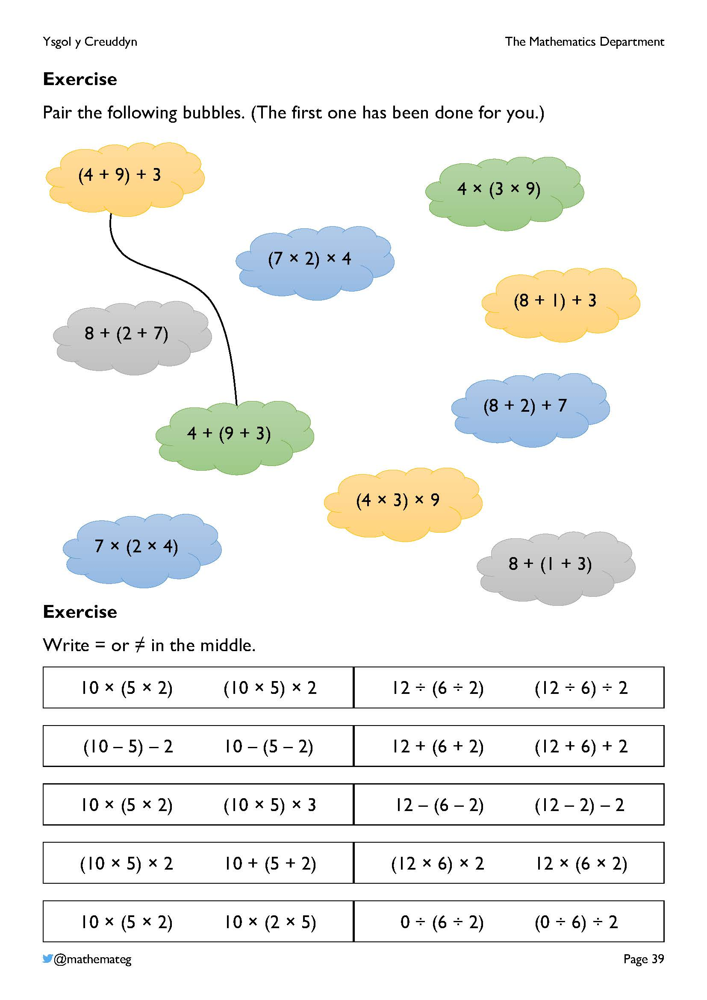 Ysgol y Creuddyn The Mathematics Department
Exercise
Pair the following bubbles. (The first one has been done for you.)
(4 + 9) + 3
4 × (3 × 9)
(7 × 2) × 4
(8 + 1) + 3
8 + (2 + 7)
(8 + 2) + 7
4 + (9 + 3)
(4 × 3) × 9
7 × (2 × 4)
8 + (1 + 3)
Exercise
Write = or ≠ in the middle.
10 × (5 × 2) (10 × 5) × 2 12 ÷ (6 ÷ 2) (12 ÷ 6) ÷ 2
(10 – 5) – 2 10 – (5 – 2) 12 + (6 + 2) (12 + 6) + 2
10 × (5 × 2) (10 × 5) × 3 12 – (6 – 2) (12 – 2) – 2
(10 × 5) × 2 10 + (5 + 2) (12 × 6) × 2 12 × (6 × 2)
10 × (5 × 2) 10 × (2 × 5) 0 ÷ (6 ÷ 2) (0 ÷ 6) ÷ 2
@mathemateg Page 39